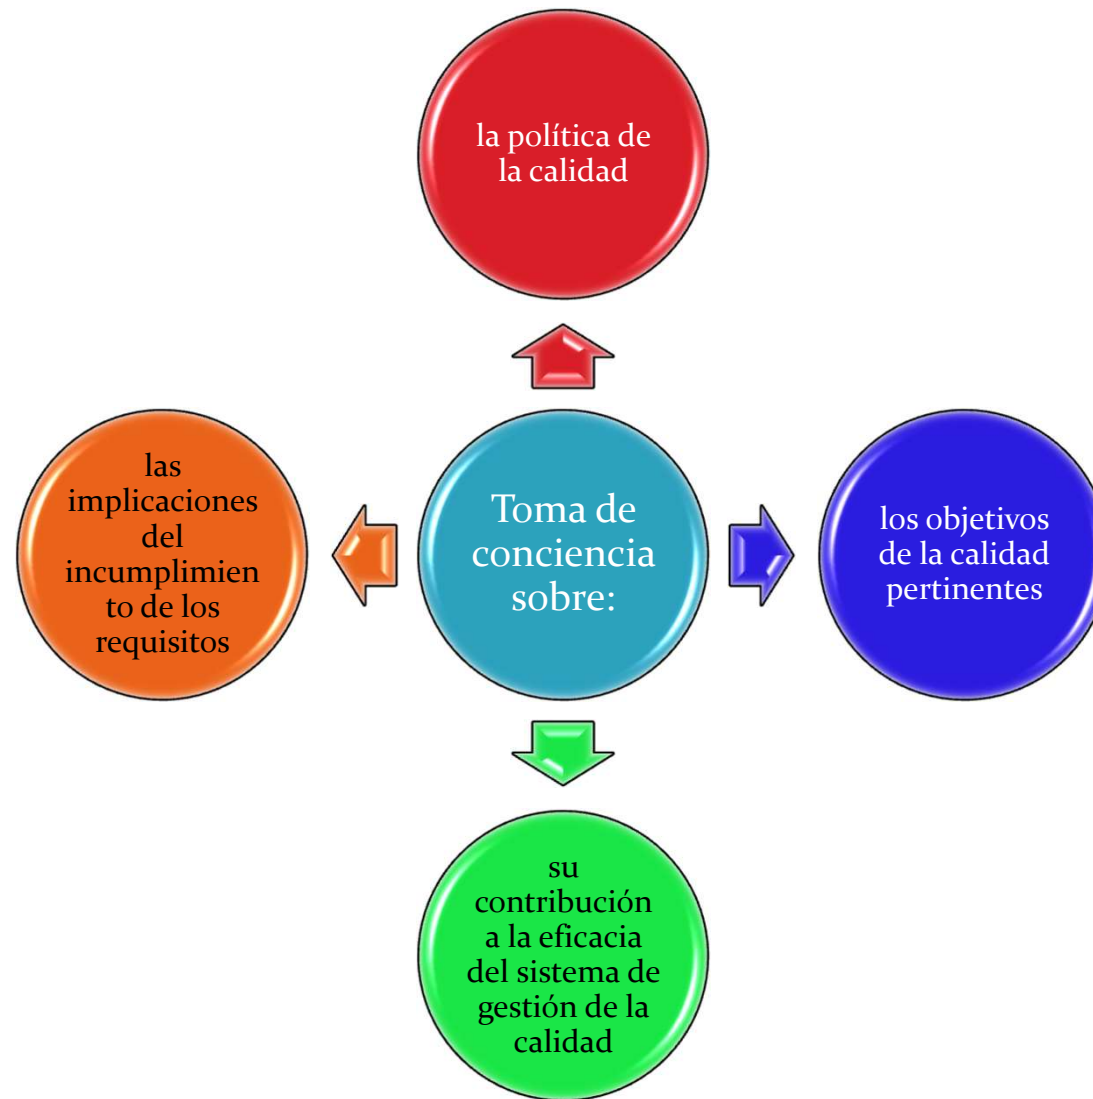 la política de
la calidad
Toma de
conciencia
sobre:
los objetivos
de la calidad
pertinentes
su
contribución
a la eficacia
del sistema de
gestión de la
calidad
las
implicaciones
del
incumplimien
to de los
requisitos